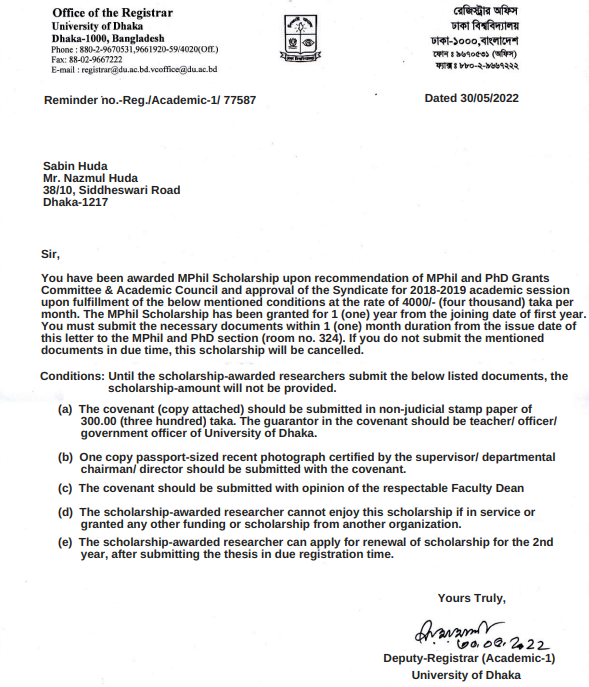 Office of the Registrar
University of Dhaka
Dhaka-1000, Bangladesh
Phone : 880-2-9670531,9661920-59/4020(Off.)
Fax: 88-02-9667222
E-mail : registrar@du.ac.bd.vcoffice@du.ac.bd
রেজিস্ট্রার অফিস
ঢাকা বিশ্ববিদ্যালয়
ঢাকা-১০০০,বাংলাদেশ
ফোন ঃ ৯৬৭০৫৩১ (অফিস)
ফ্যাক্স ঃ ৮৮০-২-৯৬৬৭২২২
Reminder no.-Reg./Academic-1/ 77587
Dated 30/05/2022
Sabin Huda
Mr. Nazmul Huda
38/10, Siddheswari Road
Dhaka-1217
Sir,
You have been awarded MPhil Scholarship upon recommendation of MPhil and PhD Grants
Committee & Academic Council and approval of the Syndicate for 2018-2019 academic session
upon fulfillment of the below mentioned conditions at the rate of 4000/- (four thousand) taka per
month. The MPhil Scholarship has been granted for 1 (one) year from the joining date of first year.
You must submit the necessary documents within 1 (one) month duration from the issue date of
this letter to the MPhil and PhD section (room no. 324). If you do not submit the mentioned
documents in due time, this scholarship will be cancelled.
Conditions: Until the scholarship-awarded researchers submit the below listed documents, the
scholarship-amount will not be provided.
(a) The covenant (copy attached) should be submitted in non-judicial stamp paper of
300.00 (three hundred) taka. The guarantor in the covenant should be teacher/ officer/
government officer of University of Dhaka.
(b) One copy passport-sized recent photograph certified by the supervisor/ departmental
chairman/ director should be submitted with the covenant.
(c) The covenant should be submitted with opinion of the respectable Faculty Dean
(d) The scholarship-awarded researcher cannot enjoy this scholarship if in service or
granted any other funding or scholarship from another organization.
(e) The scholarship-awarded researcher can apply for renewal of scholarship for the 2nd
year, after submitting the thesis in due registration time.
Yours Truly,
Deputy-Registrar (Academic-1)
University of Dhaka